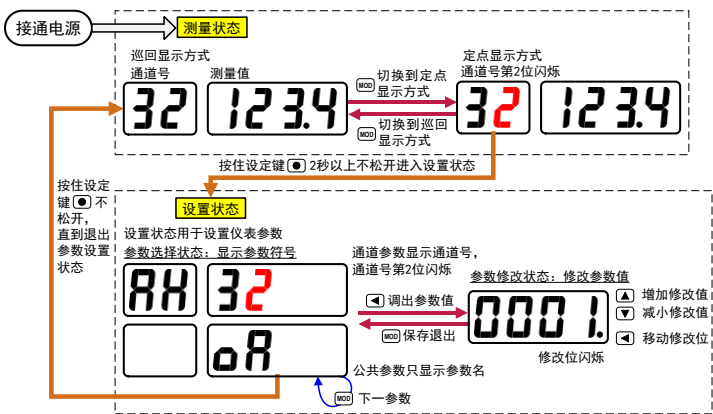 接通电源
测量状态
巡回显示方式
通道号 测量值
32 123.4
MOD 切换到定点
显示方式
MOD 切换到巡回
显示方式
定点显示方式
通道号第2位闪烁
32 123.4
按住设定键 2秒以上不松开进入设置状态
按住设定
键 不
松开，
直到退出
参数设置
状态
设置状态
设置状态用于设置仪表参数
参数选择状态：显示参数符号
AH 32
oA
通道参数显示通道号，
通道号第2位闪烁
调出参数值
MOD 保存退出
公共参数只显示参数名
MOD 下一参数
参数修改状态：修改参数值
0001.
修改位闪烁
增加修改值
减小修改值
移动修改位